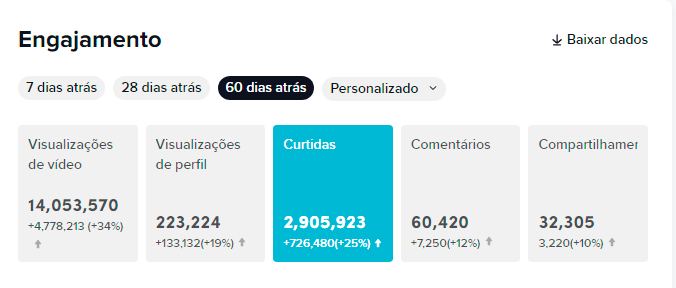 Engajamento
Baixar dados
7 dias atrás
28 dias atrás
60 dias atrás
Personalizado
Visualizações
de vídeo
14,053,570
+4,778,213 (+34%)
Visualizações
de perfil
223,224
+133,132(+19%)
Curtidas
2,905,923
+726,480(+25%)
Comentários
60,420
+7,250(+12%)
Compartilhamer
32,305
3,220(+10%)